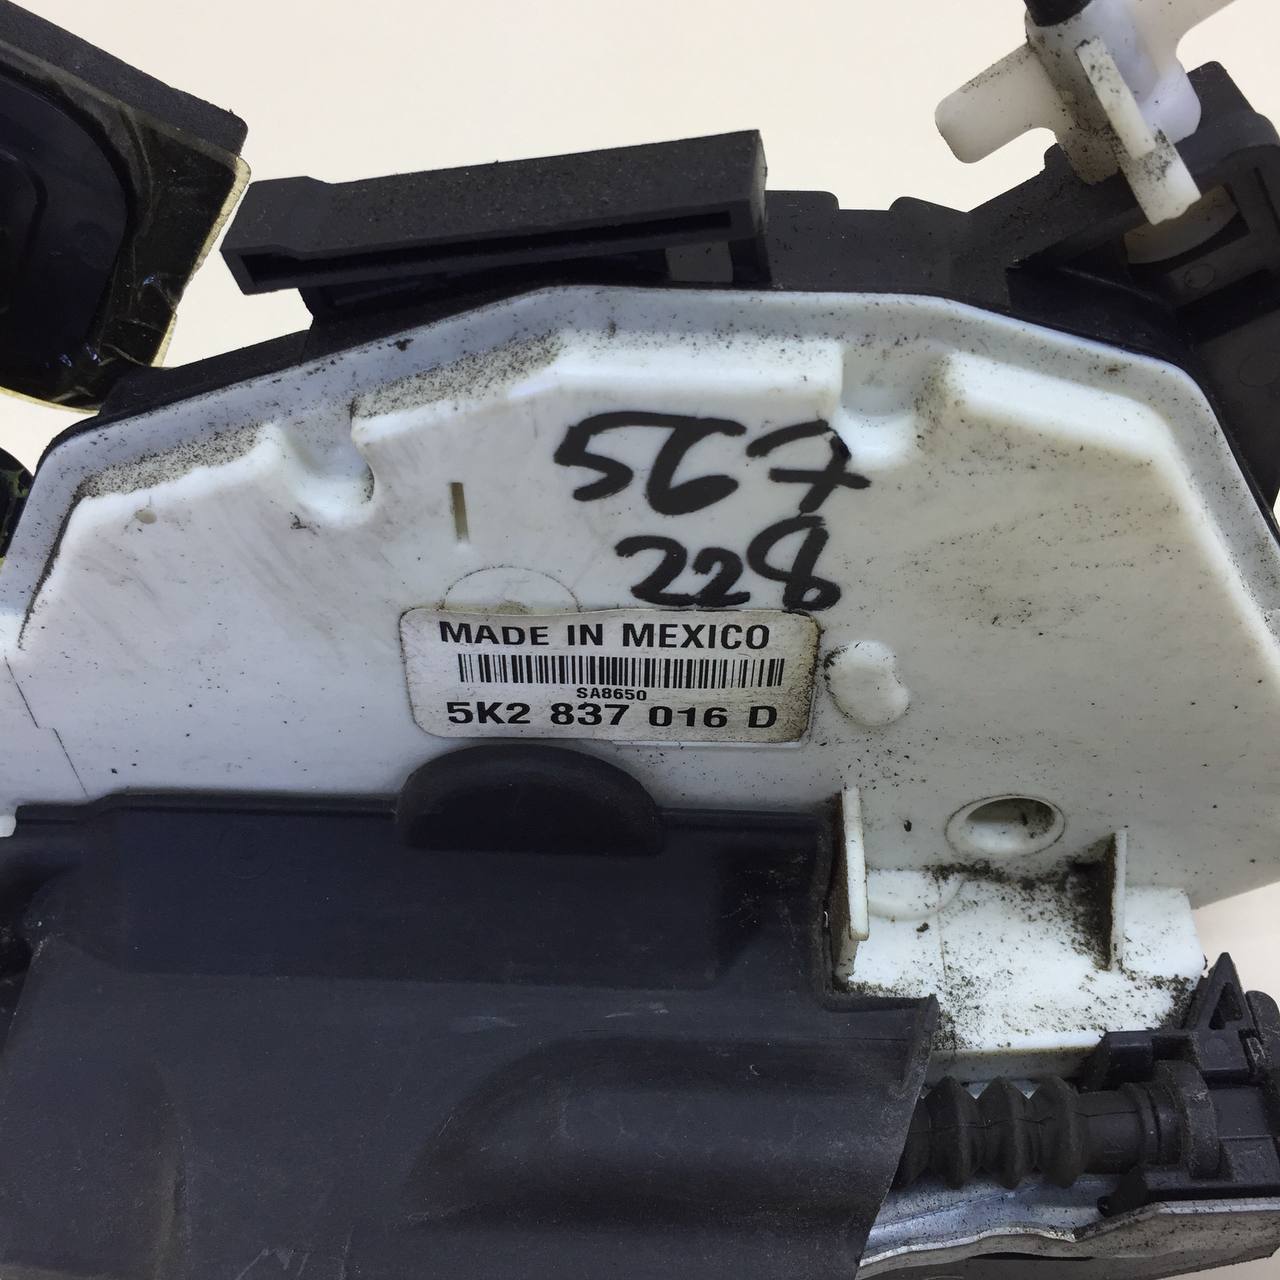 567
228
MADE IN MEXICO
SA8650
5K2 837 016 D